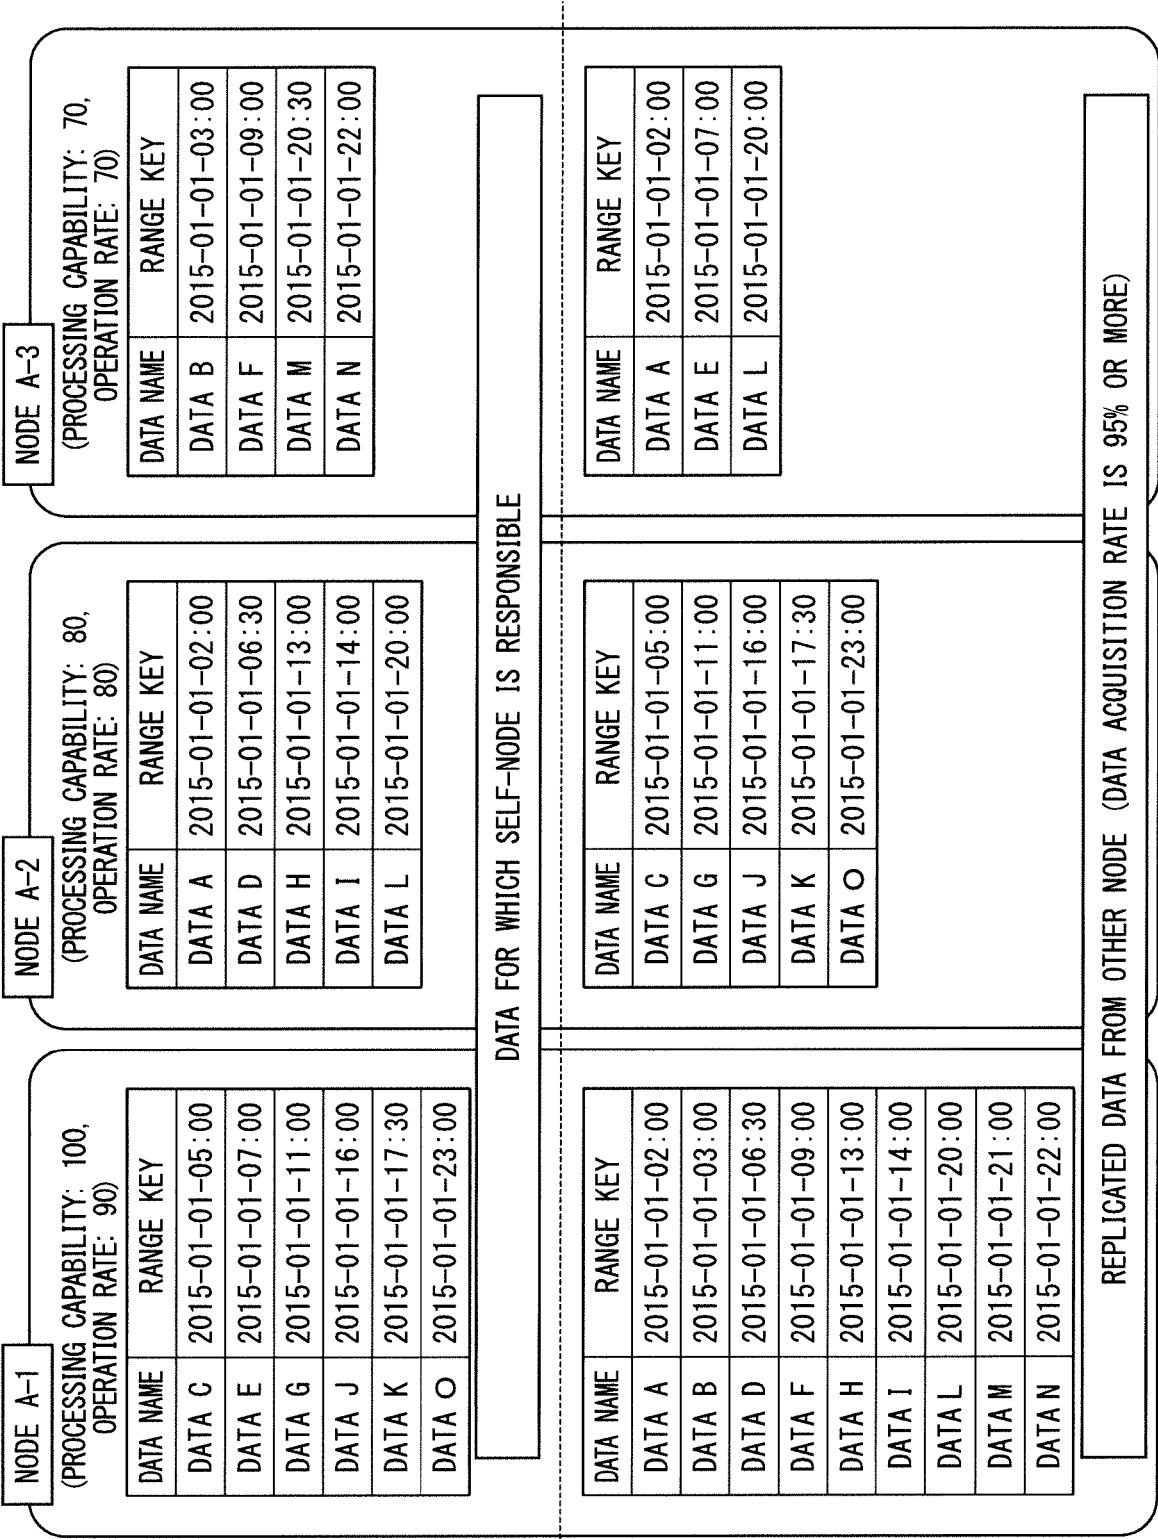 NODE A-1
(PROCESSING CAPABILITY: 100,
OPERATION RATE: 90)
DATA NAME RANGE KEY
DATA C 2015-01-01-05:00
DATA E 2015-01-01-07:00
DATA G 2015-01-01-11:00
DATA J 2015-01-01-16:00
DATA K 2015-01-01-17:30
DATA O 2015-01-01-23:00
NODE A-2
(PROCESSING CAPABILITY: 80,
OPERATION RATE: 80)
DATA NAME RANGE KEY
DATA A 2015-01-01-02:00
DATA D 2015-01-01-06:30
DATA H 2015-01-01-13:00
DATA I 2015-01-01-14:00
DATA L 2015-01-01-20:00
NODE A-3
(PROCESSING CAPABILITY: 70,
OPERATION RATE: 70)
DATA NAME RANGE KEY
DATA B 2015-01-01-03:00
DATA F 2015-01-01-09:00
DATA M 2015-01-01-20:30
DATA N 2015-01-01-22:00
DATA FOR WHICH SELF-NODE IS RESPONSIBLE
DATA NAME RANGE KEY
DATA A 2015-01-01-02:00
DATA B 2015-01-01-03:00
DATA D 2015-01-01-06:30
DATA F 2015-01-01-09:00
DATA H 2015-01-01-13:00
DATA I 2015-01-01-14:00
DATA L 2015-01-01-20:00
DATA M 2015-01-01-21:00
DATA N 2015-01-01-22:00
DATA NAME RANGE KEY
DATA C 2015-01-01-05:00
DATA G 2015-01-01-11:00
DATA J 2015-01-01-16:00
DATA K 2015-01-01-17:30
DATA O 2015-01-01-23:00
DATA NAME RANGE KEY
DATA A 2015-01-01-02:00
DATA E 2015-01-01-07:00
DATA L 2015-01-01-20:00
REPLICATED DATA FROM OTHER NODE (DATA ACQUISITION RATE IS 95% OR MORE)